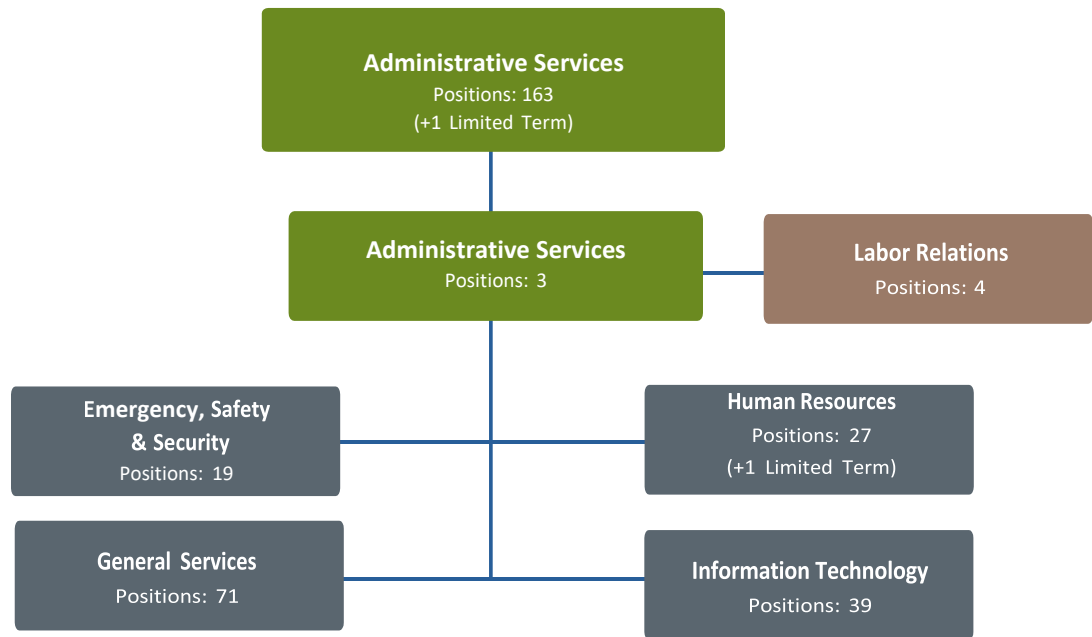 Administrative Services
Positions: 163
(+1 Limited Term)
Administrative Services
Positions: 3
Labor Relations
Positions: 4
Emergency, Safety
& Security
Positions: 19
Human Resources
Positions: 27
(+1 Limited Term)
General Services
Positions: 71
Information Technology
Positions: 39